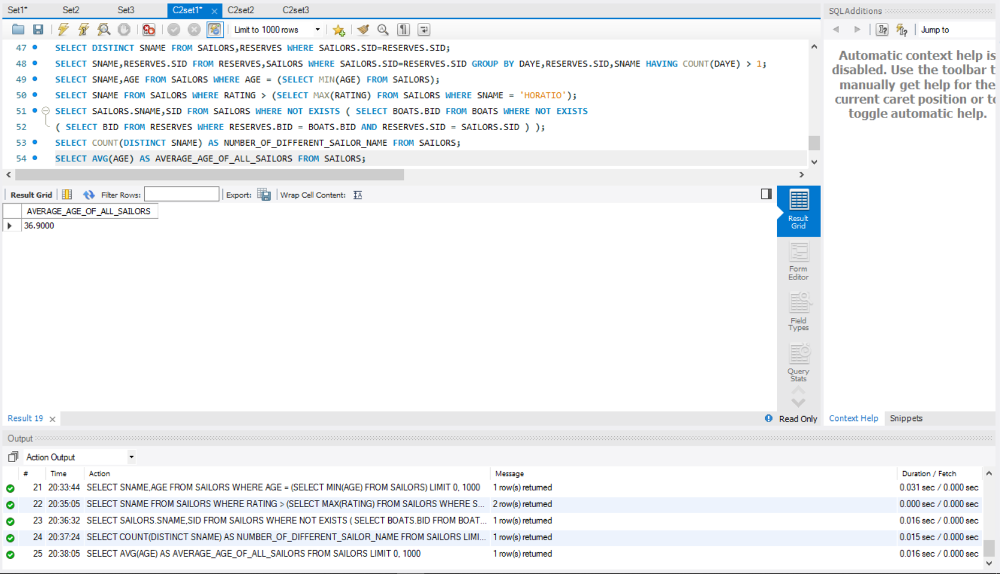 Set1* Set2 Set3 C2set1* C2set2 C2set3
SQLAdditions
Limit to 1000 rows
Jump to
47 SELECT DISTINCT SNAME FROM SAILORS,RESERVES WHERE SAILORS.SID=RESERVES.SID;
48 SELECT SNAME,RESERVES.SID FROM RESERVES,SAILORS WHERE SAILORS.SID=RESERVES.SID GROUP BY DAYE,RESERVES.SID,SNAME HAVING COUNT(DAYE) > 1;
49 SELECT SNAME,AGE FROM SAILORS WHERE AGE = (SELECT MIN(AGE) FROM SAILORS);
50 SELECT SNAME FROM SAILORS WHERE RATING > (SELECT MAX(RATING) FROM SAILORS WHERE SNAME = 'HORATIO');
51 SELECT SAILORS.SNAME,SID FROM SAILORS WHERE NOT EXISTS ( SELECT BOATS.BID FROM BOATS WHERE NOT EXISTS
52 ( SELECT BID FROM RESERVES WHERE RESERVES.BID = BOATS.BID AND RESERVES.SID = SAILORS.SID ) );
53 SELECT COUNT(DISTINCT SNAME) AS NUMBER_OF_DIFFERENT_SAILOR_NAME FROM SAILORS;
54 SELECT AVG(AGE) AS AVERAGE_AGE_OF_ALL_SAILORS FROM SAILORS;
Automatic context help is
disabled. Use the toolbar t
manually get help for the
current caret position or to
toggle automatic help.
Result Grid Filter Rows: Export: Wrap Cell Content:
AVERAGE_AGE_OF_ALL_SAILORS
36.9000
Result
Grid
Form
Editor
Field
Types
Query
Stats
Result 19
Read Only
Context Help Snippets
Output
Action Output
# Time Action Message Duration / Fetch
21 20:33:44 SELECT SNAME,AGE FROM SAILORS WHERE AGE = (SELECT MIN(AGE) FROM SAILORS) LIMIT 0, 1000 1 row(s) returned 0.031 sec / 0.000 sec
22 20:35:05 SELECT SNAME FROM SAILORS WHERE RATING > (SELECT MAX(RATING) FROM SAILORS WHERE S... 2 row(s) returned 0.000 sec / 0.000 sec
23 20:36:32 SELECT SAILORS.SNAME,SID FROM SAILORS WHERE NOT EXISTS ( SELECT BOATS.BID FROM BOAT... 1 row(s) returned 0.016 sec / 0.000 sec
24 20:37:24 SELECT COUNT(DISTINCT SNAME) AS NUMBER_OF_DIFFERENT_SAILOR_NAME FROM SAILORS LIMI... 1 row(s) returned 0.015 sec / 0.000 sec
25 20:38:05 SELECT AVG(AGE) AS AVERAGE_AGE_OF_ALL_SAILORS FROM SAILORS LIMIT 0, 1000 1 row(s) returned 0.016 sec / 0.000 sec